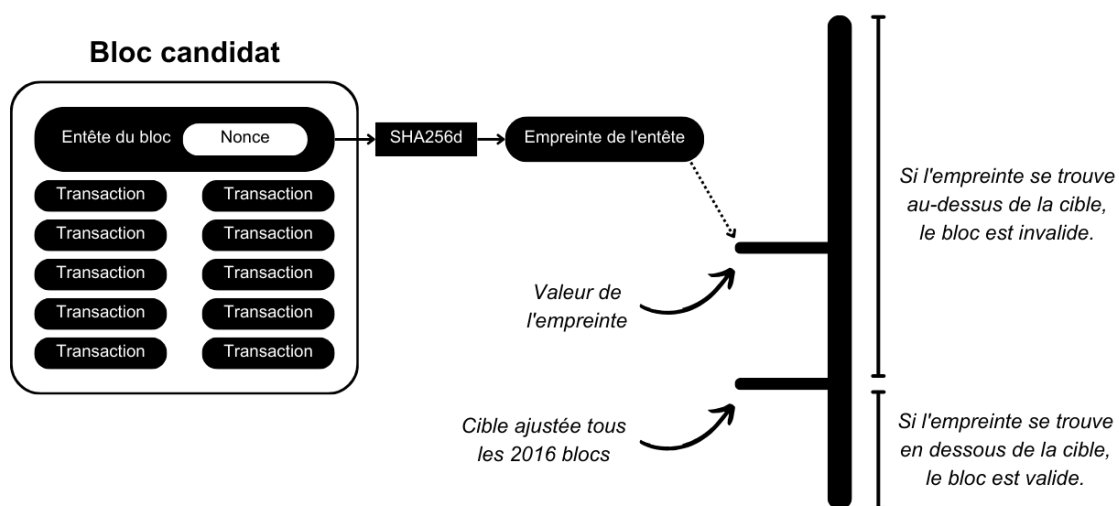 Bloc candidat
Entête du bloc
Nonce
SHA256d
Empreinte de l'entête
Transaction
Transaction
Transaction
Transaction
Transaction
Transaction
Transaction
Transaction
Transaction
Transaction
Valeur de
l'empreinte
Cible ajustée tous
les 2016 blocs
Si l'empreinte se trouve
au-dessus de la cible,
le bloc est invalide.
Si l'empreinte se trouve
en dessous de la cible,
le bloc est valide.